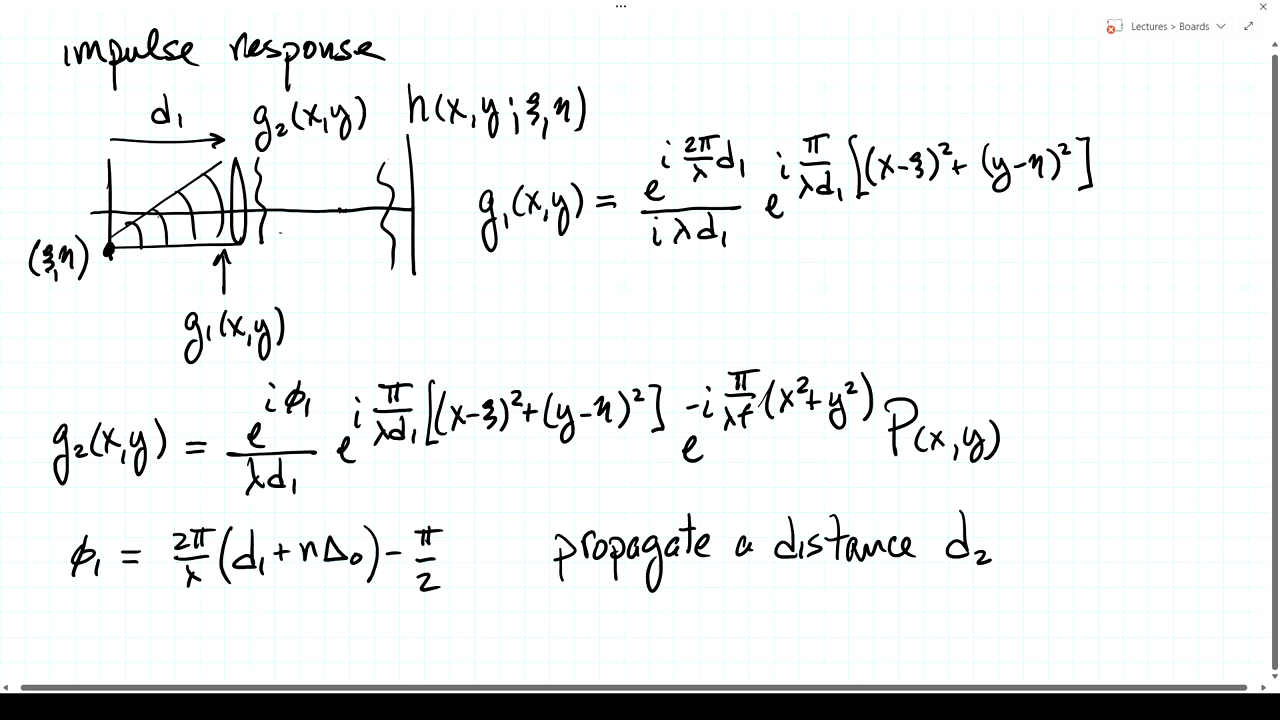 impulse response
Lectures > Boards
d₁
g₂(x,y)
h(x,y;ξ,η)
g₁(x,y) = e^{i 2π/λ d₁} / iλd₁ e^{i π/λd₁ [(x-ξ)²+(y-η)²]}
(ξ,η)
g₁(x,y)
g₂(x,y) = e^{iϕ₁} / λd₁ e^{i π/λd₁ [(x-ξ)²+(y-η)²]} e^{-i π/λf (x²+y²)} P(x,y)
ϕ₁ = 2π/λ (d₁+nΔ₀) - π/2
propagate a distance d₂